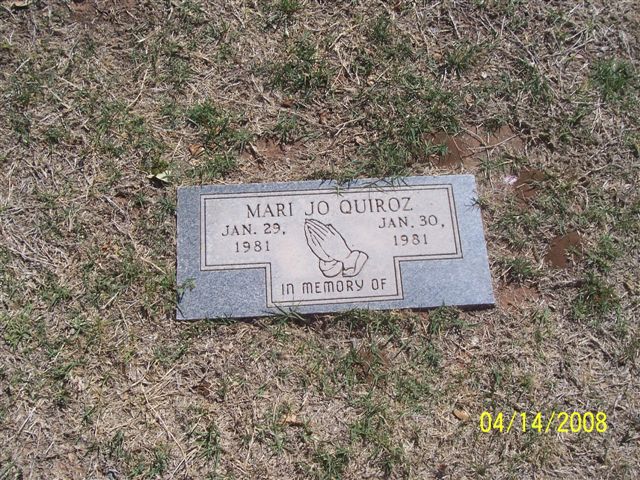 MARI JO QUIROZ
JAN. 29, JAN. 30,
1981 1981
IN MEMORY OF
04/14/2008